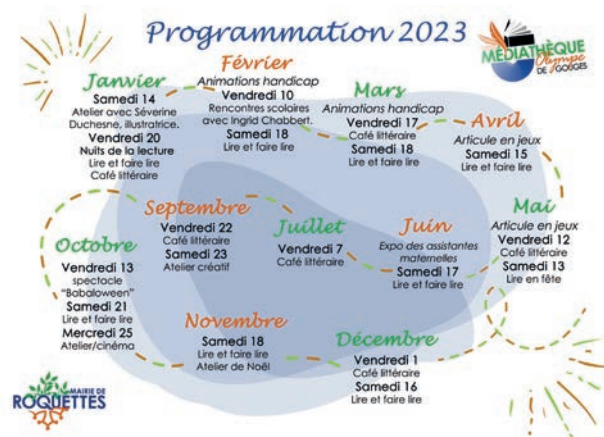 Programmation 2023
MÉDIATHÈQUE
Olympe
DE GOUGES
Janvier
Samedi 14
Atelier avec Séverine
Duchesne, illustratrice.
Vendredi 20
Nuits de la lecture
Lire et faire lire
Café littéraire
Février
Animations handicap
Vendredi 10
Rencontres scolaires
avec Ingrid Chabbert.
Samedi 18
Lire et faire lire
Mars
Animations handicap
Vendredi 17
Café littéraire
Samedi 18
Lire et faire lire
Avril
Articule en jeux
Samedi 15
Lire et faire lire
Mai
Articule en jeux
Vendredi 12
Café littéraire
Samedi 13
Lire en fête
Juin
Expo des assistantes
maternelles
Samedi 17
Lire et faire lire
Juillet
Vendredi 7
Café littéraire
Septembre
Vendredi 22
Café littéraire
Samedi 23
Atelier créatif
Octobre
Vendredi 13
spectacle
"Babaloween"
Samedi 21
Lire et faire lire
Mercredi 25
Atelier/cinéma
Novembre
Samedi 18
Lire et faire lire
Atelier de Noël
Décembre
Vendredi 1
Café littéraire
Samedi 16
Lire et faire lire
MAIRIE DE
ROQUETTES